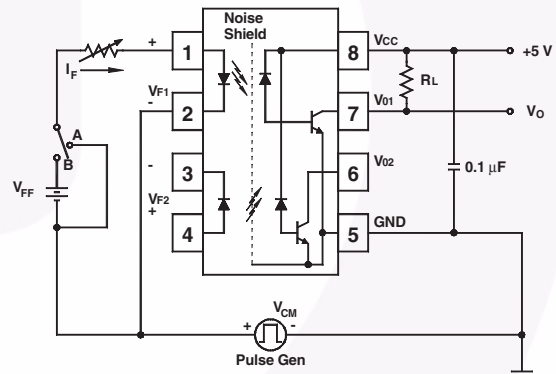 Noise
Shield
+
1
8
VCC
+5 V
IF
VF1
-
2
7
V01
RL
VO
A
B
-
3
6
V02
VFF
VF2
+
4
5
GND
0.1 μF
VCM
+
-
Pulse Gen